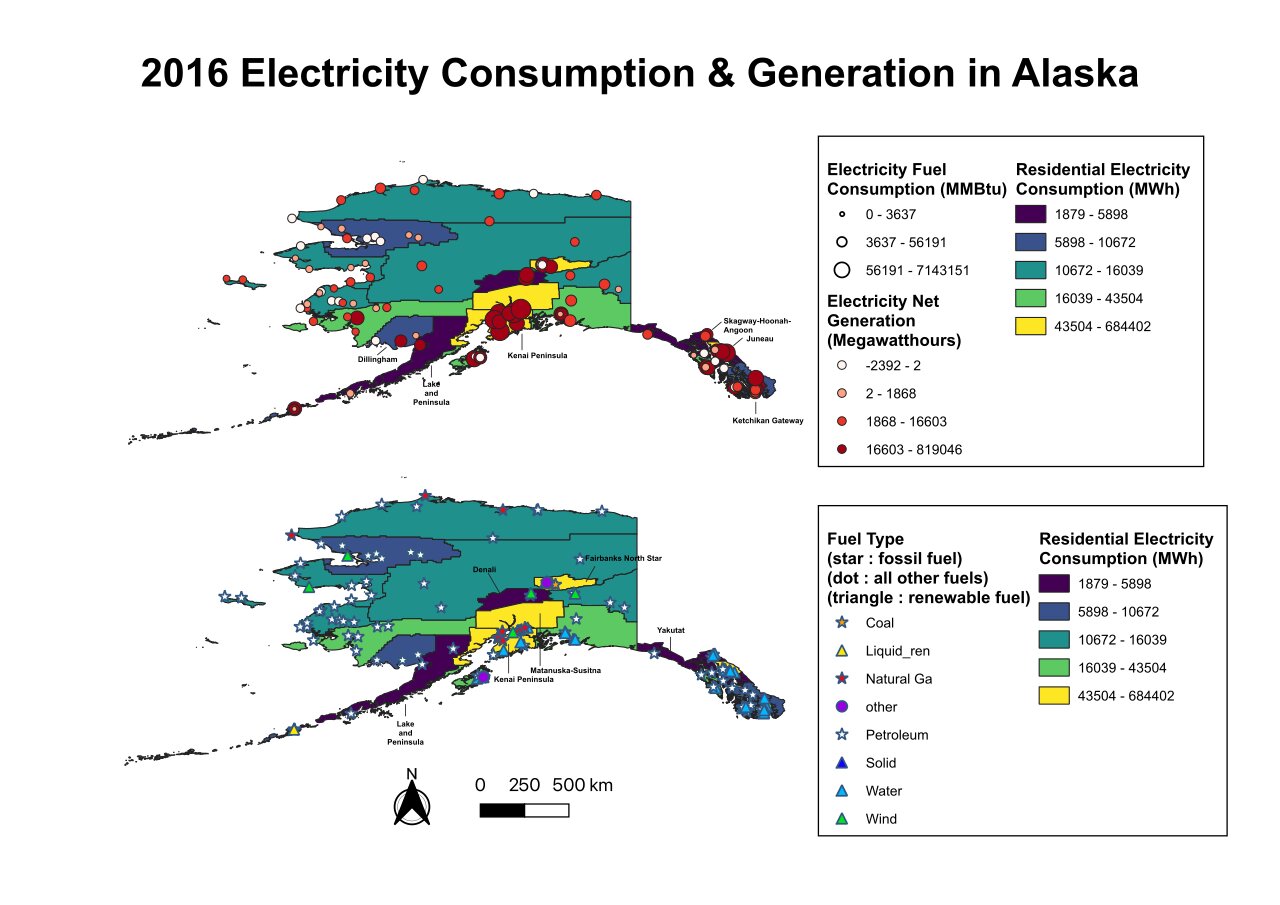 2016 Electricity Consumption & Generation in Alaska
Electricity Fuel
Consumption (MMBtu)
0 - 3637
3637 - 56191
56191 - 7143151
Electricity Net
Generation
(Megawatthours)
-2392 - 2
2 - 1868
1868 - 16603
16603 - 819046
Residential Electricity
Consumption (MWh)
1879 - 5898
5898 - 10672
10672 - 16039
16039 - 43504
43504 - 684402
Skagway-Hoonah-
Angoon
Juneau
Kenai Peninsula
Dillingham
Lake
and
Peninsula
Ketchikan Gateway
Fairbanks North Star
Denali
Yakutat
Matanuska-Susitna
Kenai Peninsula
Lake
and
Peninsula
Fuel Type
(star : fossil fuel)
(dot : all other fuels)
(triangle : renewable fuel)
Coal
Liquid_ren
Natural Ga
other
Petroleum
Solid
Water
Wind
Residential Electricity
Consumption (MWh)
1879 - 5898
5898 - 10672
10672 - 16039
16039 - 43504
43504 - 684402
N
0 250 500 km